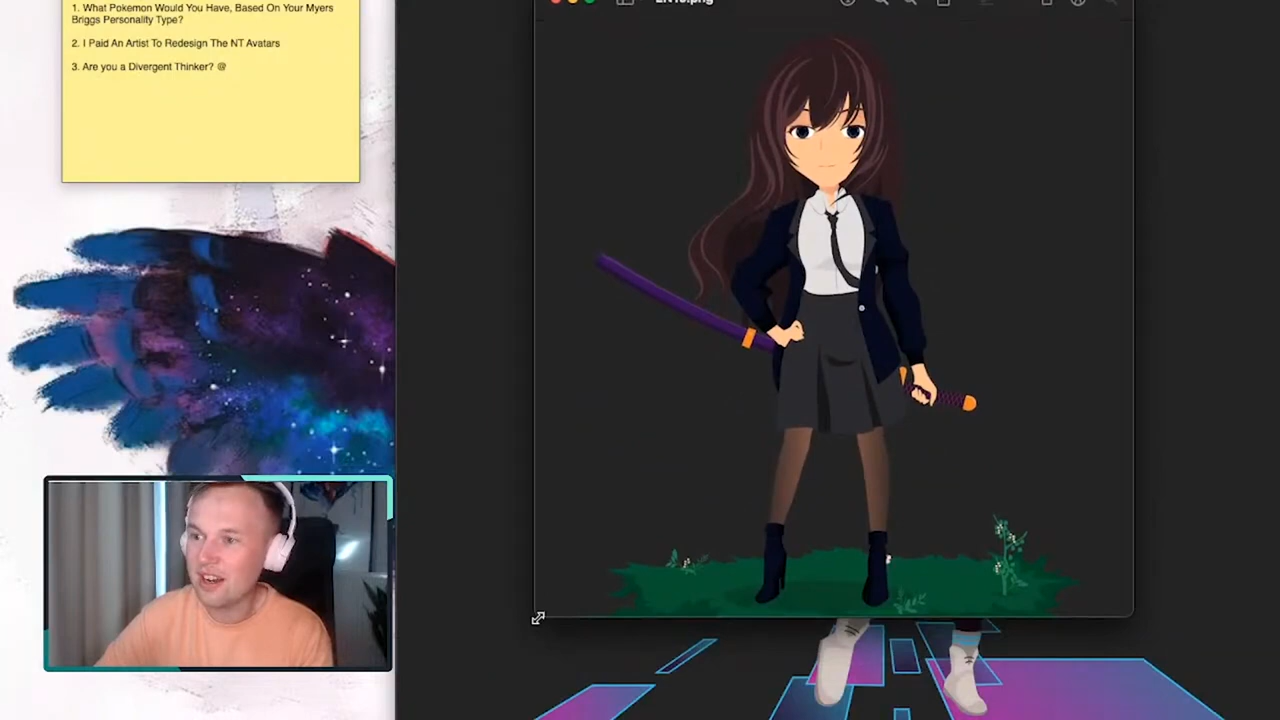 1. What Pokemon Would You Have, Based On Your Myers
Briggs Personality Type?
2. I Paid An Artist To Redesign The NT Avatars
3. Are you a Divergent Thinker? @